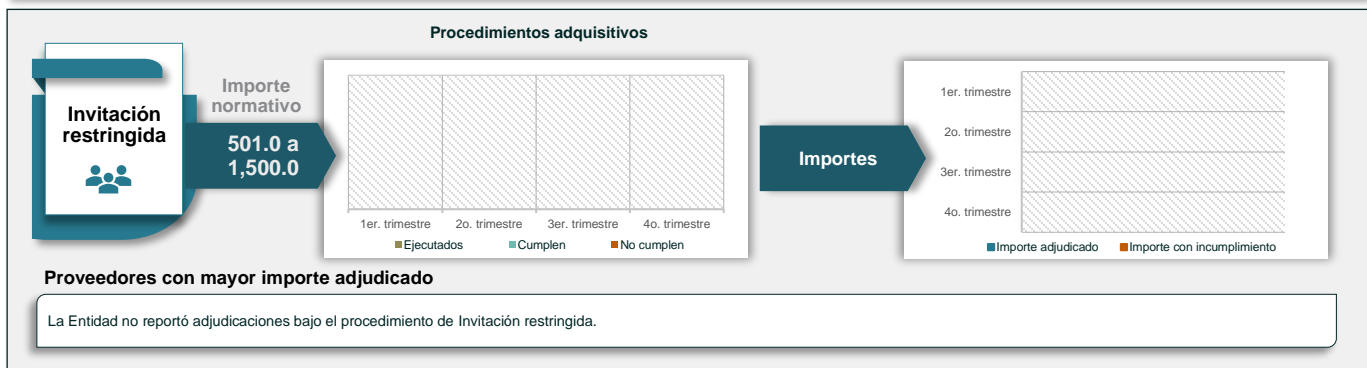 Procedimientos adquisitivos
Invitación
restringida
Importe
normativo
501.0 a
1,500.0
1er. trimestre 2o. trimestre 3er. trimestre 4o. trimestre
Ejecutados Cumplen No cumplen
Importes
1er. trimestre
2o. trimestre
3er. trimestre
4o. trimestre
Importe adjudicado Importe con incumplimiento
Proveedores con mayor importe adjudicado
La Entidad no reportó adjudicaciones bajo el procedimiento de Invitación restringida.